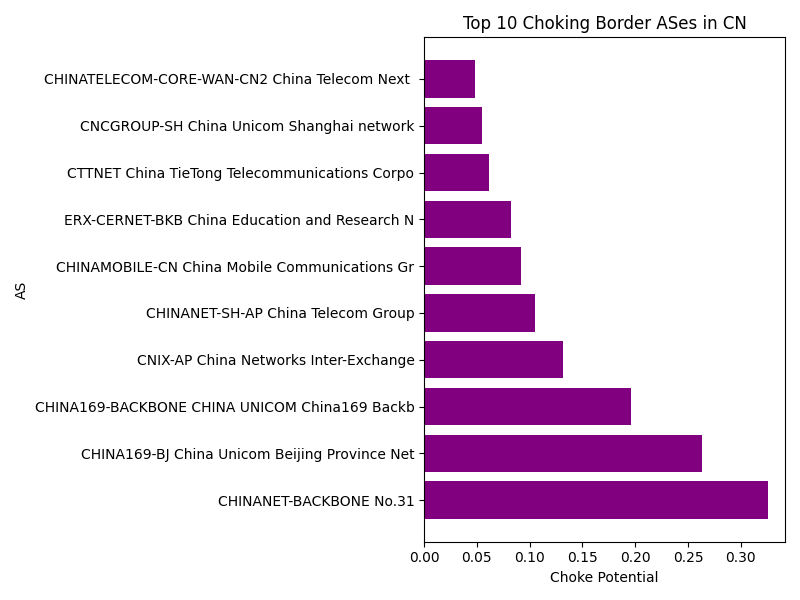 Top 10 Choking Border ASes in CN
CHINATELECOM-CORE-WAN-CN2 China Telecom Next
CNCGROUP-SH China Unicom Shanghai network
CTTNET China TieTong Telecommunications Corpo
ERX-CERNET-BKB China Education and Research N
CHINAMOBILE-CN China Mobile Communications Gr
CHINANET-SH-AP China Telecom Group
CNIX-AP China Networks Inter-Exchange
CHINA169-BACKBONE CHINA UNICOM China169 Backb
CHINA169-BJ China Unicom Beijing Province Net
CHINANET-BACKBONE No.31
AS
0.00 0.05 0.10 0.15 0.20 0.25 0.30
Choke Potential